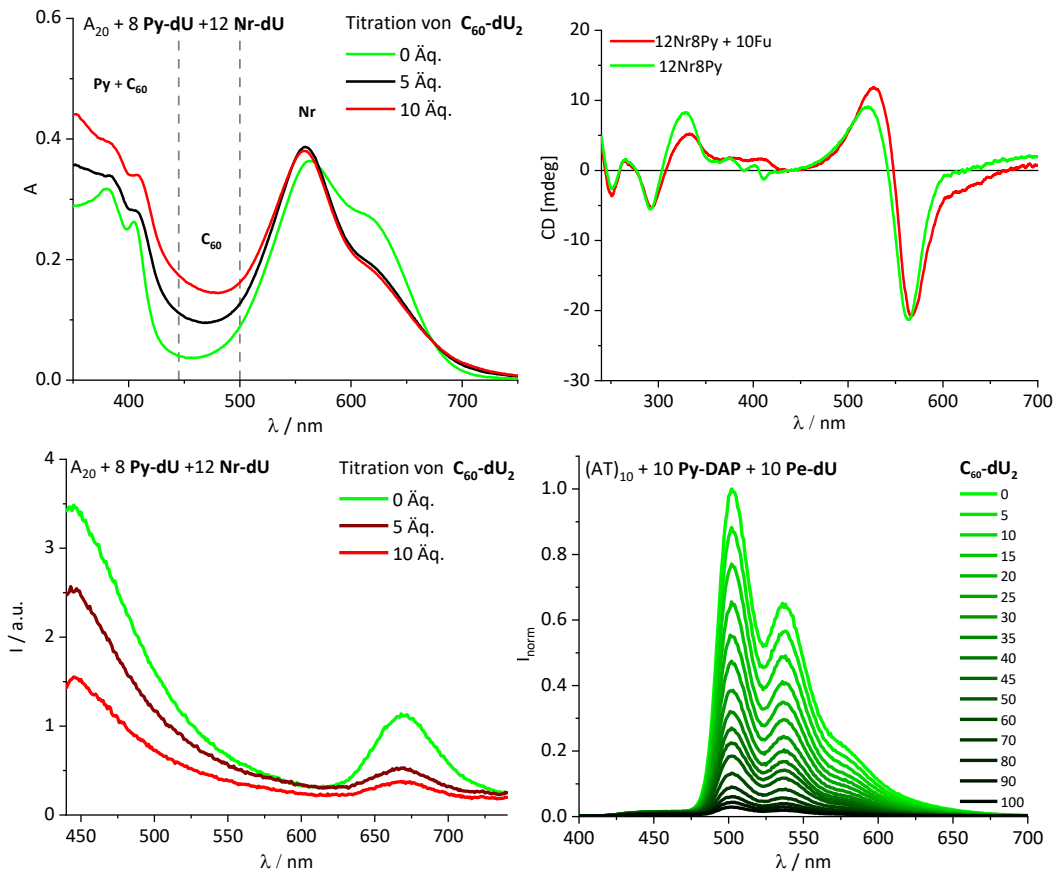 A₂₀ + 8 Py-dU +12 Nr-dU
Titration von C₆₀-dU₂
0 Äq.
5 Äq.
10 Äq.
Py + C₆₀
C₆₀
Nr
0.6
0.4
0.2
0.0
A
400 450 500 550 600 650 700
λ / nm
12Nr8Py + 10Fu
12Nr8Py
20
10
0
-10
-20
-30
CD [mdeg]
300 400 500 600 700
λ / nm
A₂₀ + 8 Py-dU +12 Nr-dU
Titration von C₆₀-dU₂
0 Äq.
5 Äq.
10 Äq.
4
3
2
1
0
I / a.u.
450 500 550 600 650 700
λ / nm
(AT)₁₀ + 10 Py-DAP + 10 Pe-dU
C₆₀-dU₂
0
5
10
15
20
25
30
35
40
45
50
60
70
80
90
100
1.0
0.8
0.6
0.4
0.2
0.0
Iₙₒᵣₘ
400 450 500 550 600 650 700
λ / nm